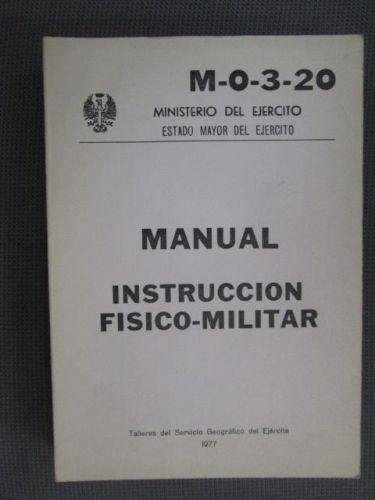 M-0-3-20
MINISTERIO DEL EJERCITO
ESTADO MAYOR DEL EJERCITO
MANUAL
INSTRUCCION
FISICO-MILITAR
Talleres del Servicio Geográfico del Ejército
1977